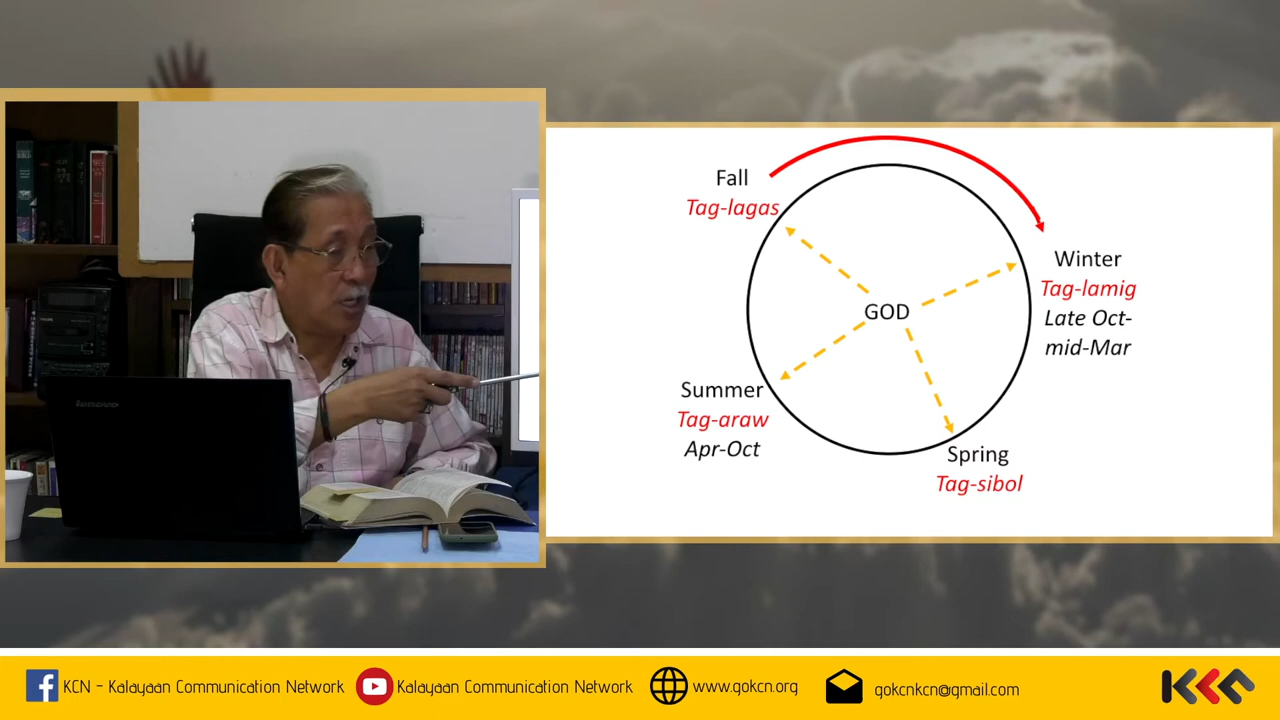 Fall
Tag-lagas
Winter
Tag-lamig
Late Oct-
mid-Mar
GOD
Summer
Tag-araw
Apr-Oct
Spring
Tag-sibol
KCN - Kalayaan Communication Network
Kalayaan Communication Network
www.gokcn.org
gokcnkcn@gmail.com
KCN